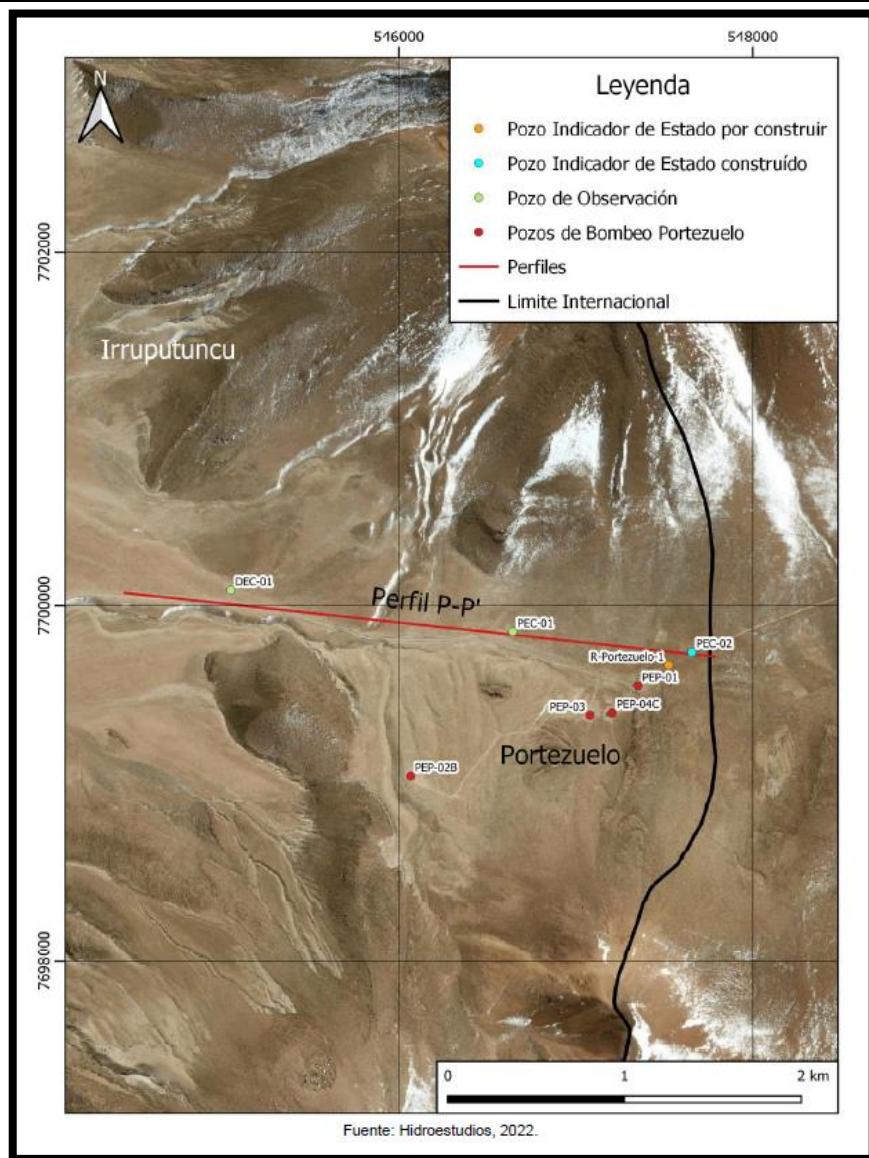 546000
548000
N
Leyenda
Pozo Indicador de Estado por construir
Pozo Indicador de Estado construído
Pozo de Observación
Pozos de Bombeo Portezuelo
Perfiles
Limite Internacional
7702000
Irruputuncu
DEC-01
7700000
Perfil P-P'
PEC-01
PEC-02
R-Portezuelo-1
PEP-01
PEP-03
PEP-04C
Portezuelo
PEP-02B
7698000
0 1 2 km
Fuente: Hidroestudios, 2022.